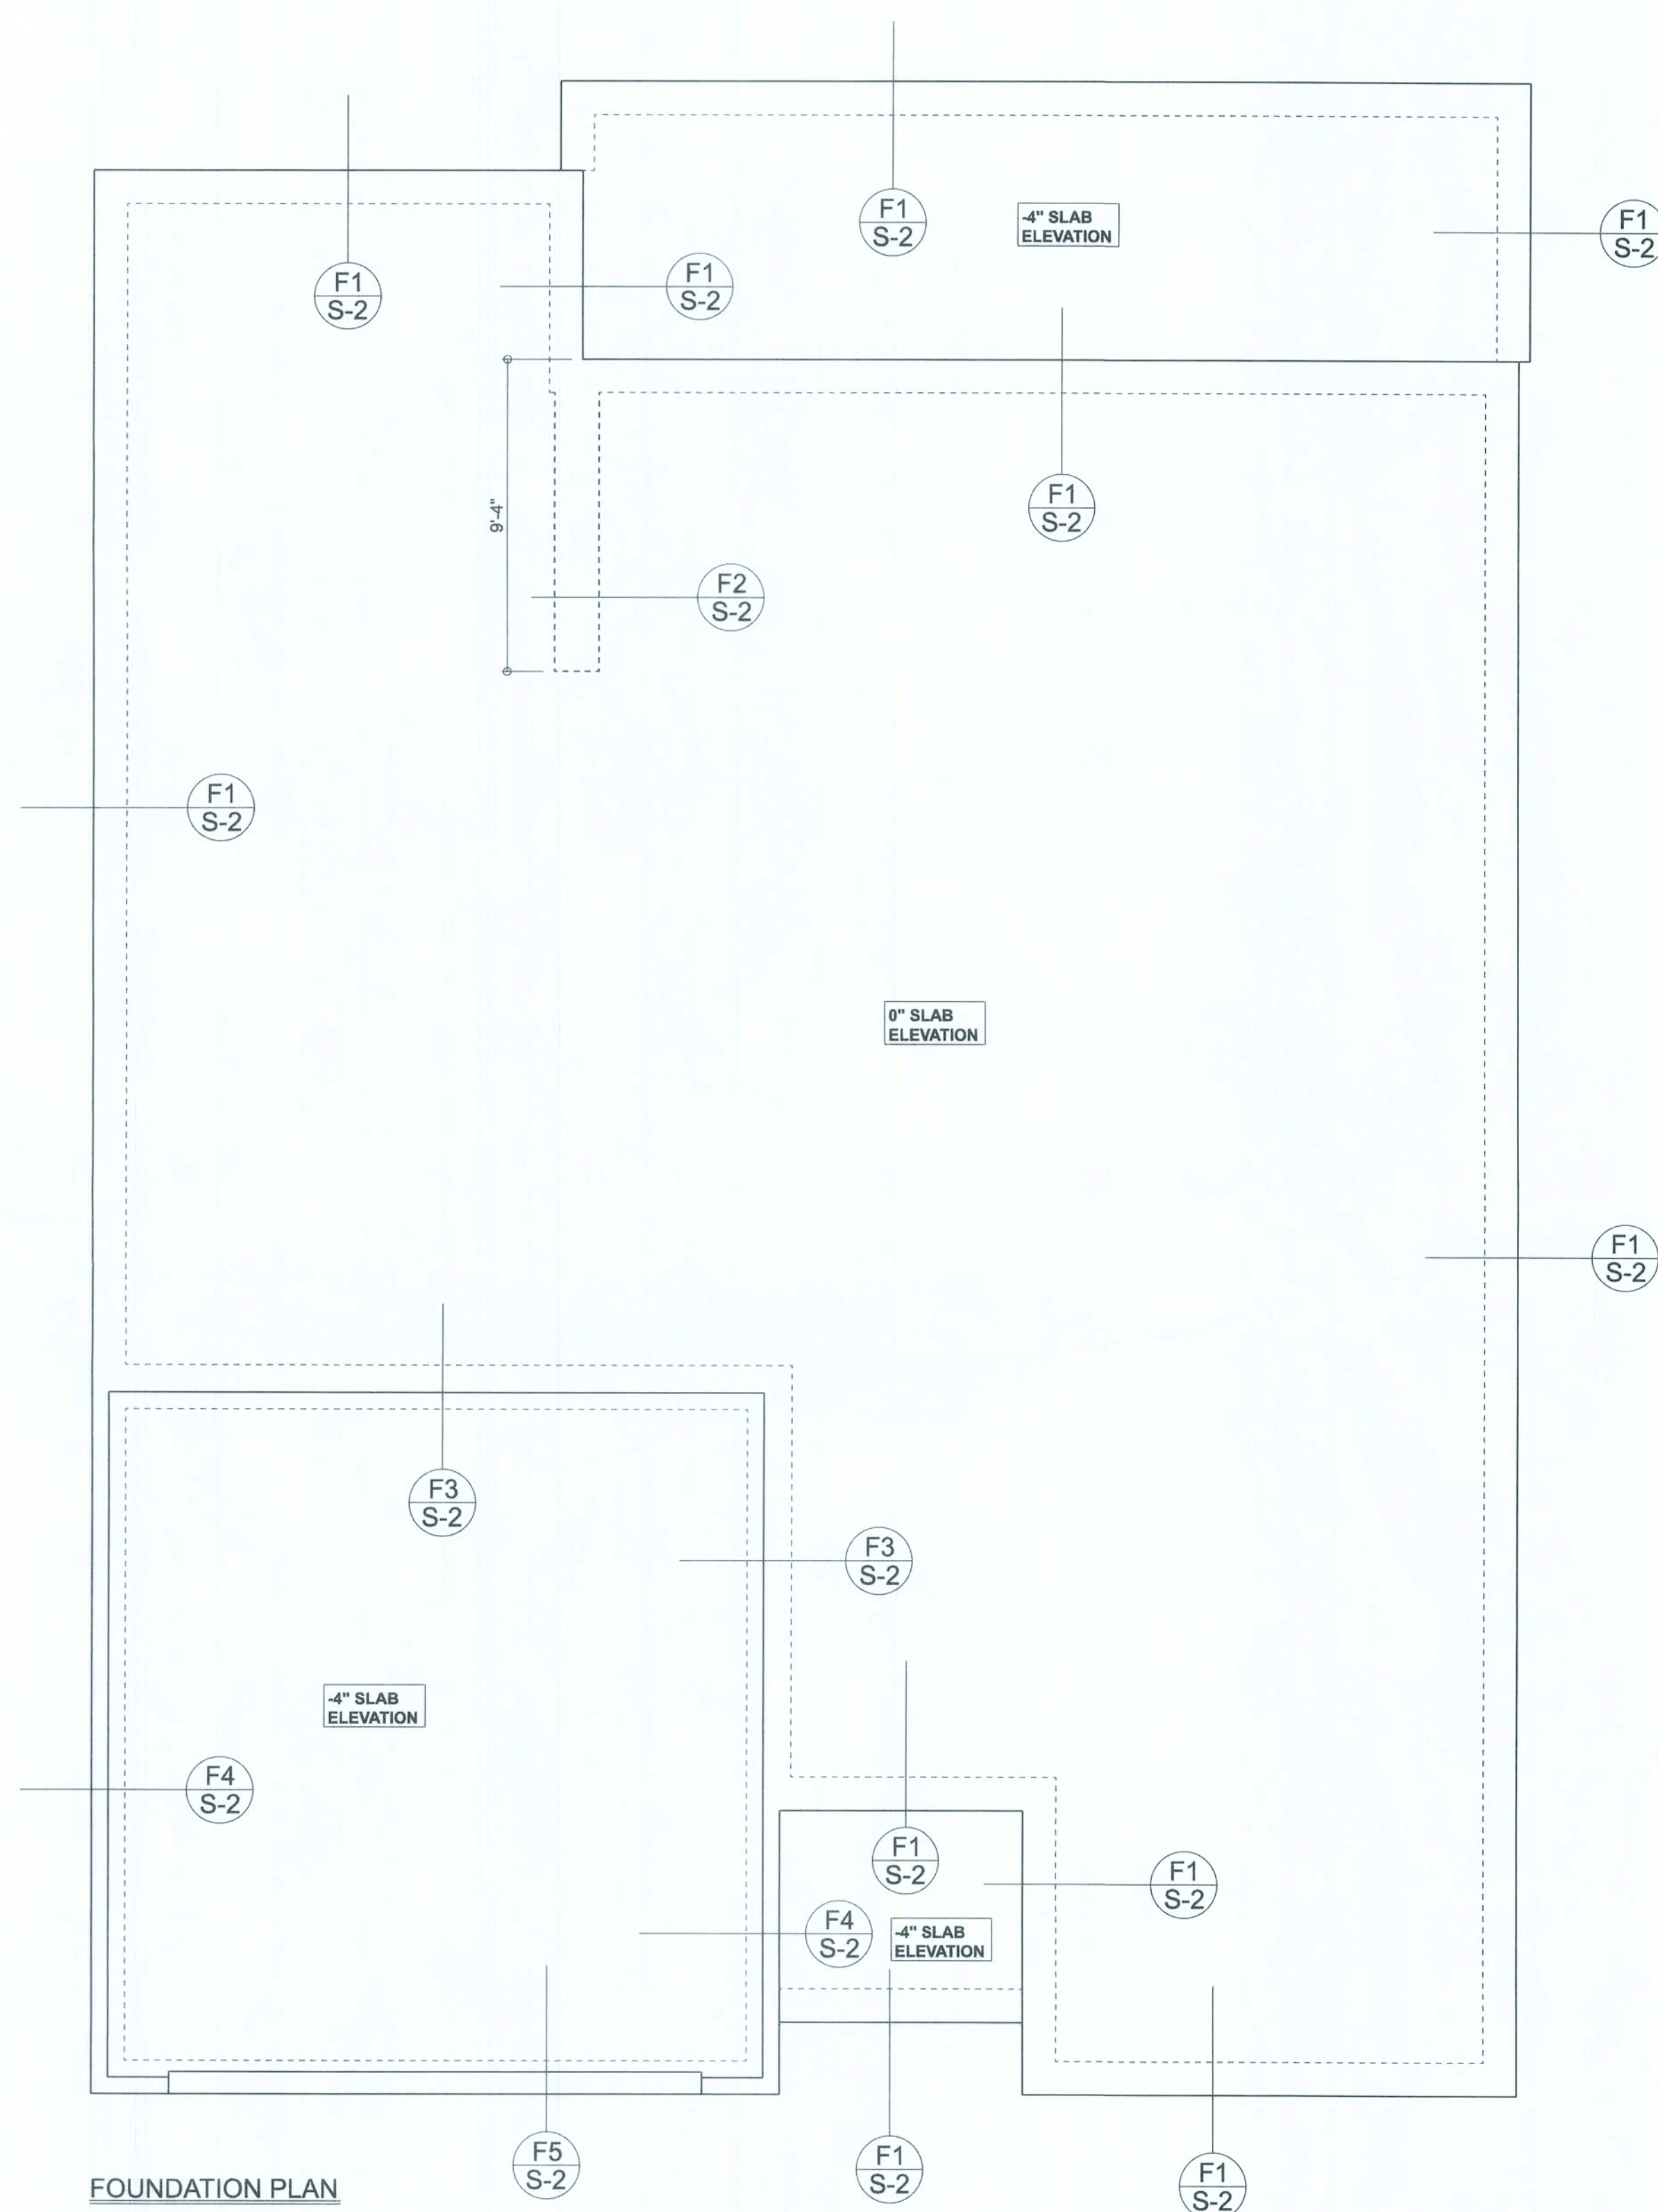 F1
S-2
-4" SLAB
ELEVATION
F1
S-2
F1
S-2
F1
S-2
F1
S-2
9'-4"
F2
S-2
F1
S-2
0" SLAB
ELEVATION
F1
S-2
F3
S-2
F3
S-2
-4" SLAB
ELEVATION
F4
S-2
F1
S-2
F1
S-2
F4
S-2
-4" SLAB
ELEVATION
F5
S-2
F1
S-2
F1
S-2
FOUNDATION PLAN